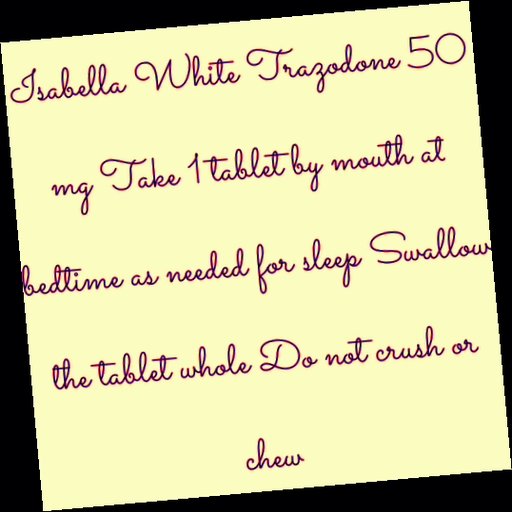 Isabella White Trazodone 50
mg Take 1 tablet by mouth at
bedtime as needed for sleep Swallow
the tablet whole Do not crush or
chew